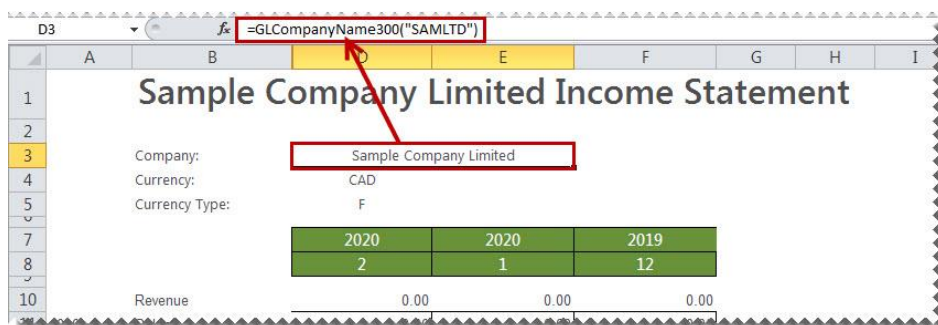 D3 fx =GLCompanyName300("SAMLTD")
A B D E F G H I
1 Sample Company Limited Income Statement
2
3 Company: Sample Company Limited
4 Currency: CAD
5 Currency Type: F
7 2020 2020 2019
8 2 1 12
10 Revenue 0.00 0.00 0.00